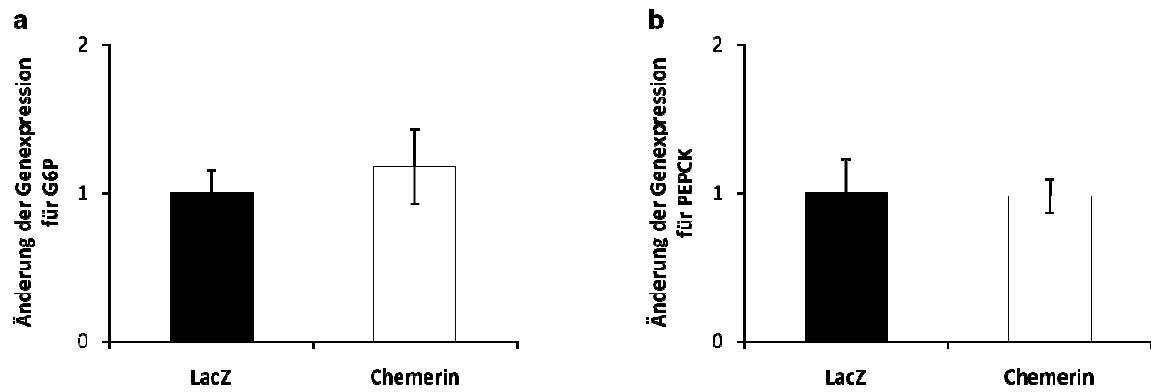 a
Änderung der Genexpression
für G6P
2
1
0
LacZ
Chemerin
b
Änderung der Genexpression
für PEPCK
2
1
0
LacZ
Chemerin